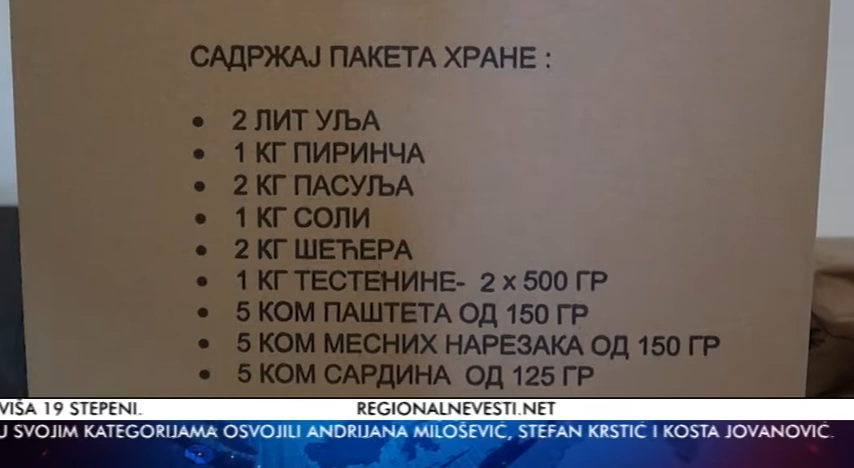 САДРЖАЈ ПАКЕТА ХРАНЕ :
• 2 ЛИТ УЉА
• 1 КГ ПИРИНЧА
• 2 КГ ПАСУЉА
• 1 КГ СОЛИ
• 2 КГ ШЕЋЕРА
• 1 КГ ТЕСТЕНИНЕ- 2 x 500 ГР
• 5 КОМ ПАШТЕТА ОД 150 ГР
• 5 КОМ МЕСНИХ НАРЕЗАКА ОД 150 ГР
• 5 КОМ САРДИНА ОД 125 ГР
VIŠA 19 STEPENI. REGIONALNEVESTI.NET
U SVOJIM KATEGORIJAMA OSVOJILI ANDRIJANA MILOŠEVIĆ, STEFAN KRSTIĆ I KOSTA JOVANOVIĆ.